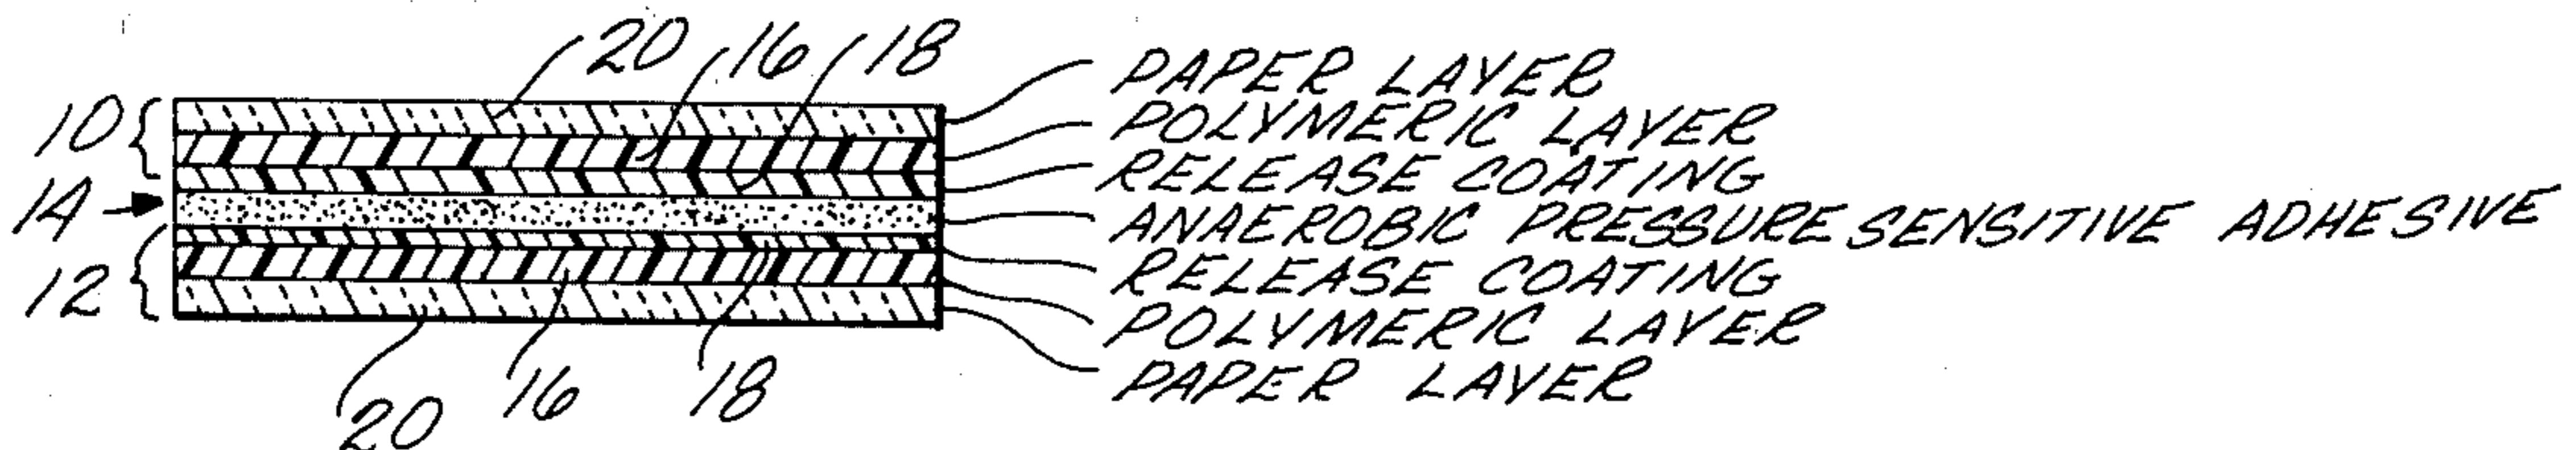 20 16 18
PAPER LAYER
10 POLYMERIC LAYER
RELEASE COATING
14 ANAEROBIC PRESSURE SENSITIVE ADHESIVE
12 RELEASE COATING
POLYMERIC LAYER
20 16 18 PAPER LAYER